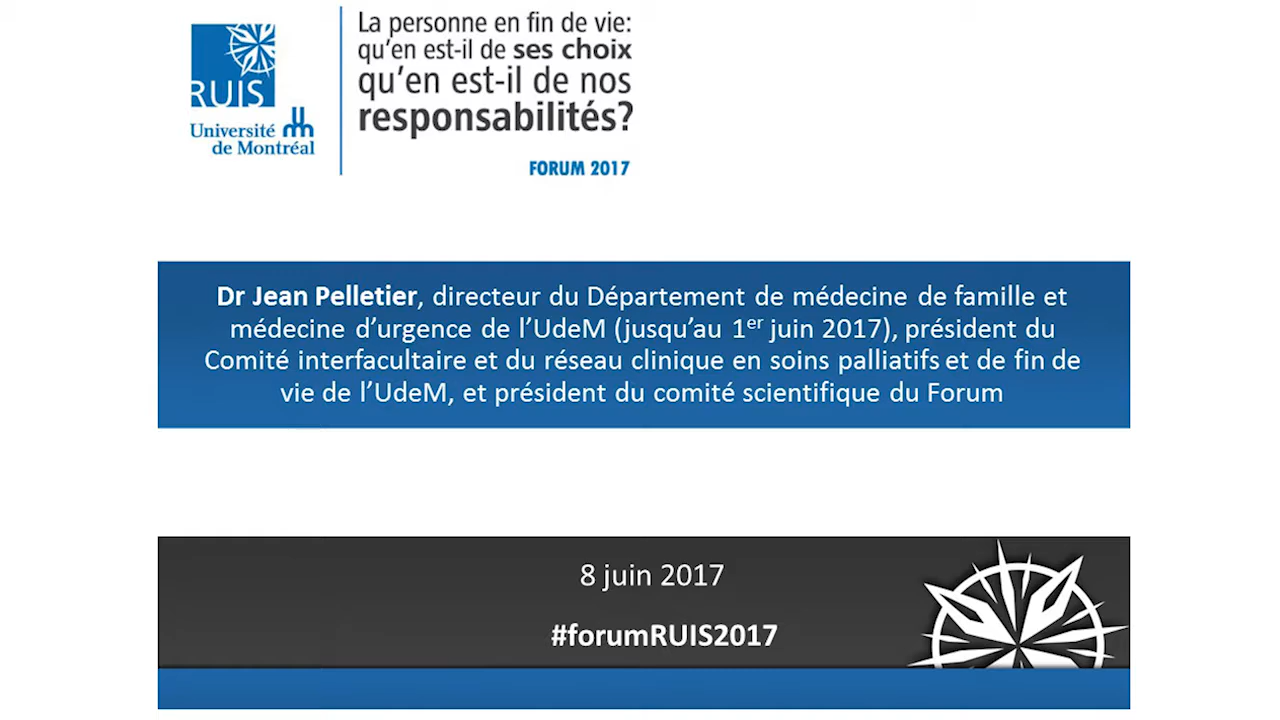 RUIS
Université
de Montréal
La personne en fin de vie:
qu'en est-il de ses choix
qu'en est-il de nos
responsabilités?
FORUM 2017
Dr Jean Pelletier, directeur du Département de médecine de famille et
médecine d'urgence de l'UdeM (jusqu'au 1er juin 2017), président du
Comité interfacultaire et du réseau clinique en soins palliatifs et de fin de
vie de l'UdeM, et président du comité scientifique du Forum
8 juin 2017
#forumRUIS2017